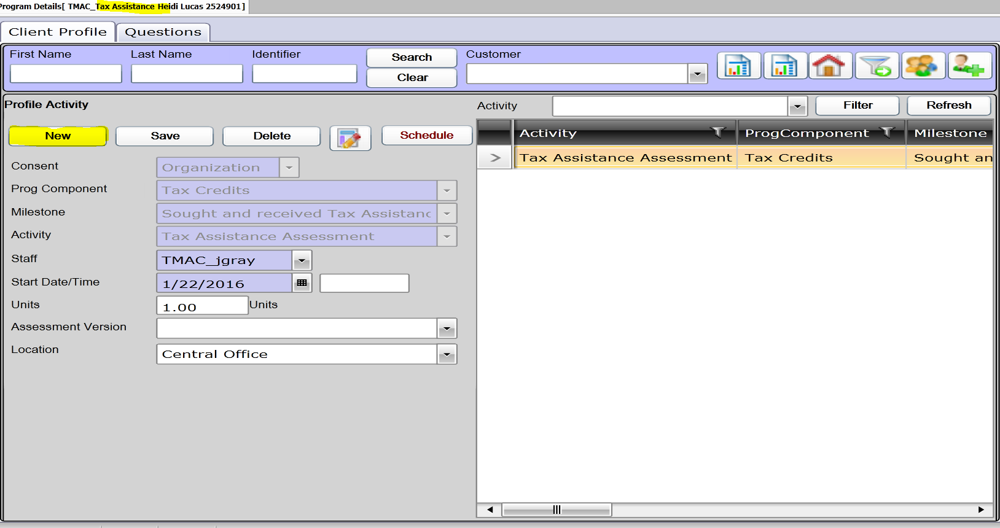 Program Details[ TMAC_Tax Assistance Heidi Lucas 2524901]
Client Profile Questions
First Name Last Name Identifier Search Customer
Clear
Profile Activity Activity Filter Refresh
New Save Delete Schedule Activity ProgComponent Milestone
Tax Assistance Assessment Tax Credits Sought an
Consent Organization
Prog Component Tax Credits
Milestone Sought and received Tax Assistanc
Activity Tax Assistance Assessment
Staff TMAC_jgray
Start Date/Time 1/22/2016
Units 1.00 Units
Assessment Version
Location Central Office